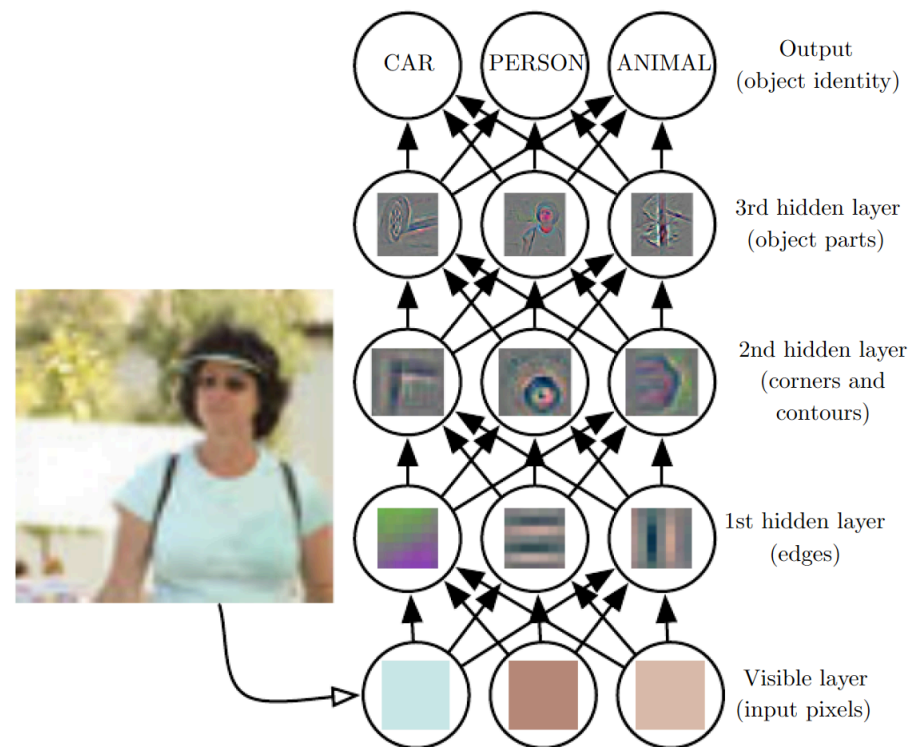 CAR
PERSON
ANIMAL
Output
(object identity)
3rd hidden layer
(object parts)
2nd hidden layer
(corners and
contours)
1st hidden layer
(edges)
Visible layer
(input pixels)